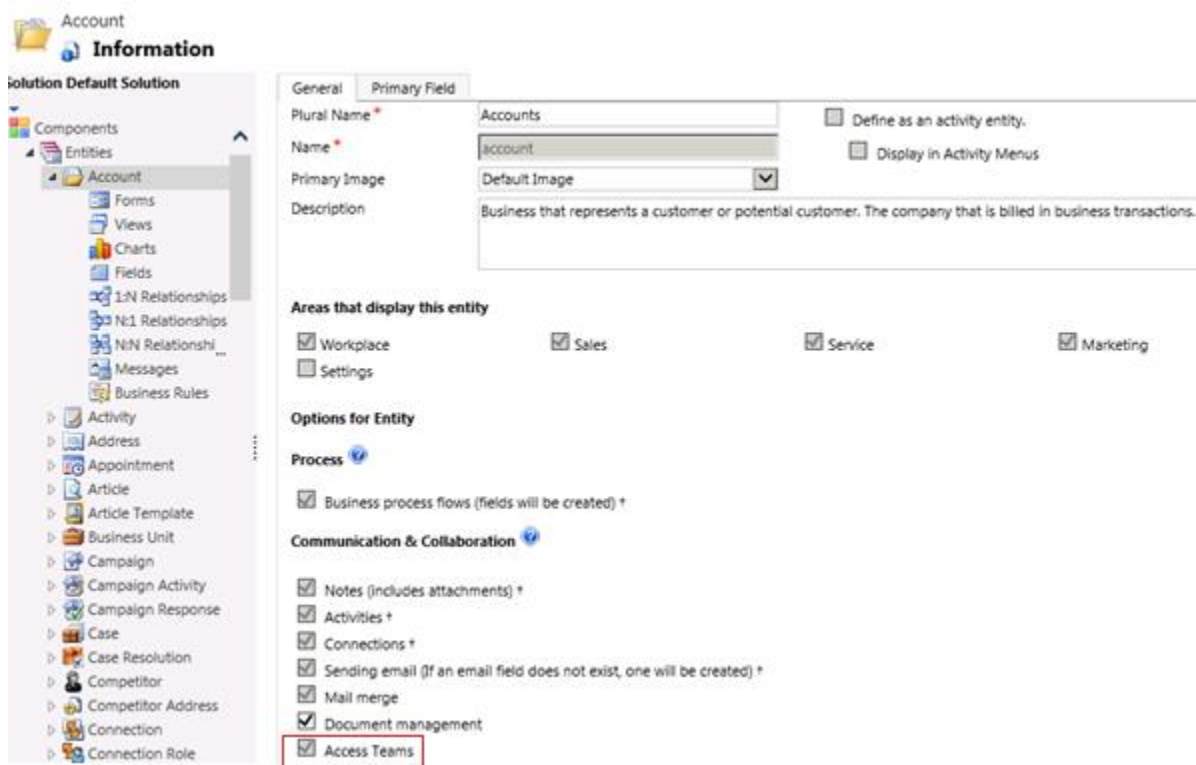 Account
Information
Solution Default Solution
Components
Entities
Account
Forms
Views
Charts
Fields
1:N Relationships
N:1 Relationships
N:N Relationshi...
Messages
Business Rules
Activity
Address
Appointment
Article
Article Template
Business Unit
Campaign
Campaign Activity
Campaign Response
Case
Case Resolution
Competitor
Competitor Address
Connection
Connection Role
General Primary Field
Plural Name * Accounts Define as an activity entity.
Name * account Display in Activity Menus
Primary Image Default Image
Description Business that represents a customer or potential customer. The company that is billed in business transactions.
Areas that display this entity
Workplace Sales Service Marketing
Settings
Options for Entity
Process
Business process flows (fields will be created) †
Communication & Collaboration
Notes (includes attachments) †
Activities †
Connections †
Sending email (If an email field does not exist, one will be created) †
Mail merge
Document management
Access Teams